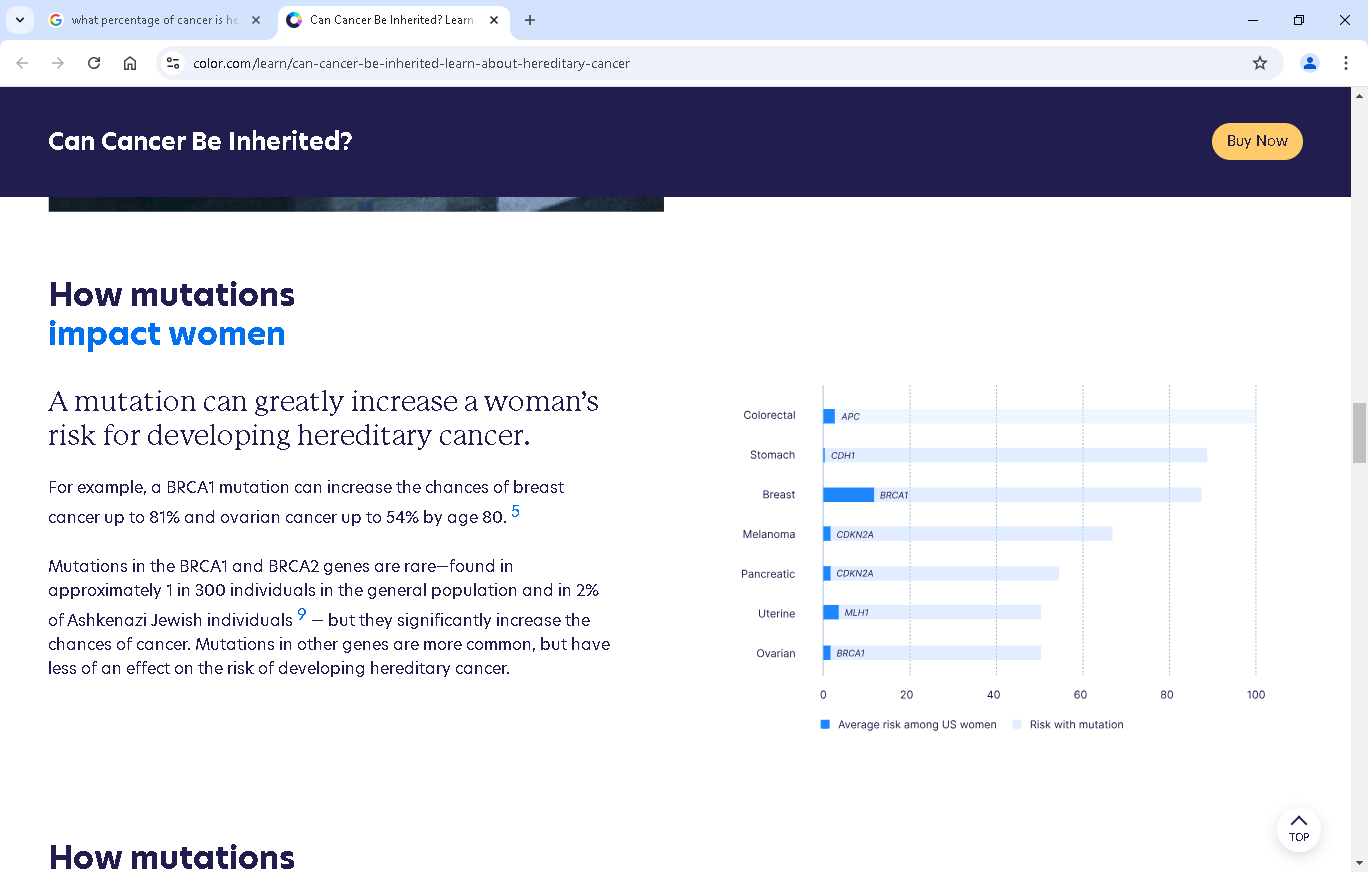 what percentage of cancer is he
Can Cancer Be Inherited? Learn
color.com/learn/can-cancer-be-inherited-learn-about-hereditary-cancer
Can Cancer Be Inherited?
Buy Now
How mutations
impact women
A mutation can greatly increase a woman's
risk for developing hereditary cancer.
For example, a BRCA1 mutation can increase the chances of breast
cancer up to 81% and ovarian cancer up to 54% by age 80. 5
Mutations in the BRCA1 and BRCA2 genes are rare—found in
approximately 1 in 300 individuals in the general population and in 2%
of Ashkenazi Jewish individuals 9 — but they significantly increase the
chances of cancer. Mutations in other genes are more common, but have
less of an effect on the risk of developing hereditary cancer.
Colorectal APC
Stomach CDH1
Breast BRCA1
Melanoma CDKN2A
Pancreatic CDKN2A
Uterine MLH1
Ovarian BRCA1
0 20 40 60 80 100
Average risk among US women Risk with mutation
TOP
How mutations